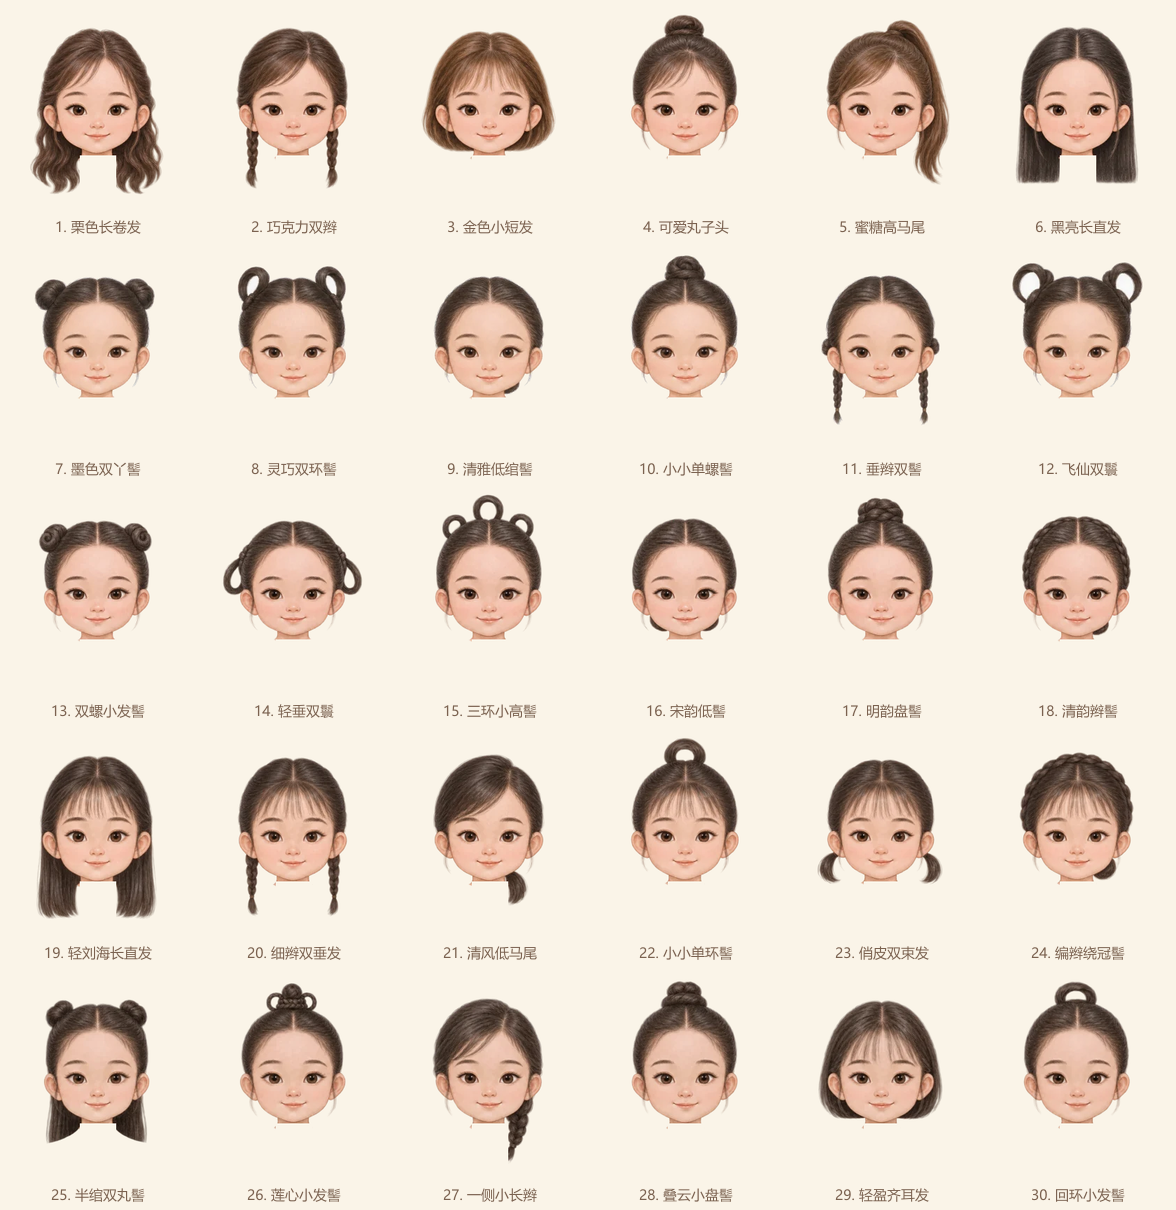 1. 栗色长卷发
2. 巧克力双辫
3. 金色小短发
4. 可爱丸子头
5. 蜜糖高马尾
6. 黑亮长直发
7. 墨色双丫髻
8. 灵巧双环髻
9. 清雅低绾髻
10. 小小单螺髻
11. 垂辫双髻
12. 飞仙双鬟
13. 双螺小发髻
14. 轻垂双鬟
15. 三环小高髻
16. 宋韵低髻
17. 明韵盘髻
18. 清韵辫髻
19. 轻刘海长直发
20. 细辫双垂发
21. 清风低马尾
22. 小小单环髻
23. 俏皮双束发
24. 编辫绕冠髻
25. 半绾双丸髻
26. 莲心小发髻
27. 一侧小长辫
28. 叠云小盘髻
29. 轻盈齐耳发
30. 回环小发髻